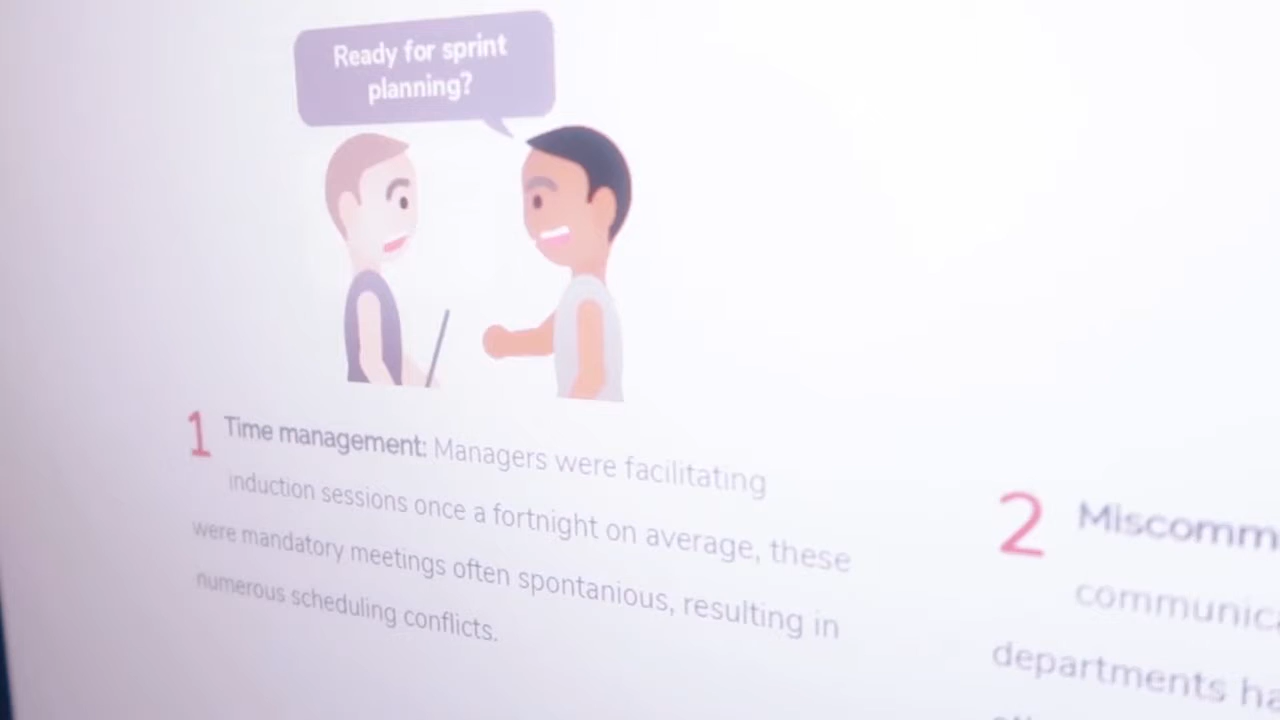 Ready for sprint
planning?
1 Time management: Managers were facilitating
induction sessions once a fortnight on average, these
were mandatory meetings often spontanious, resulting in
numerous scheduling conflicts.
2 Miscomm
communic
departments ha